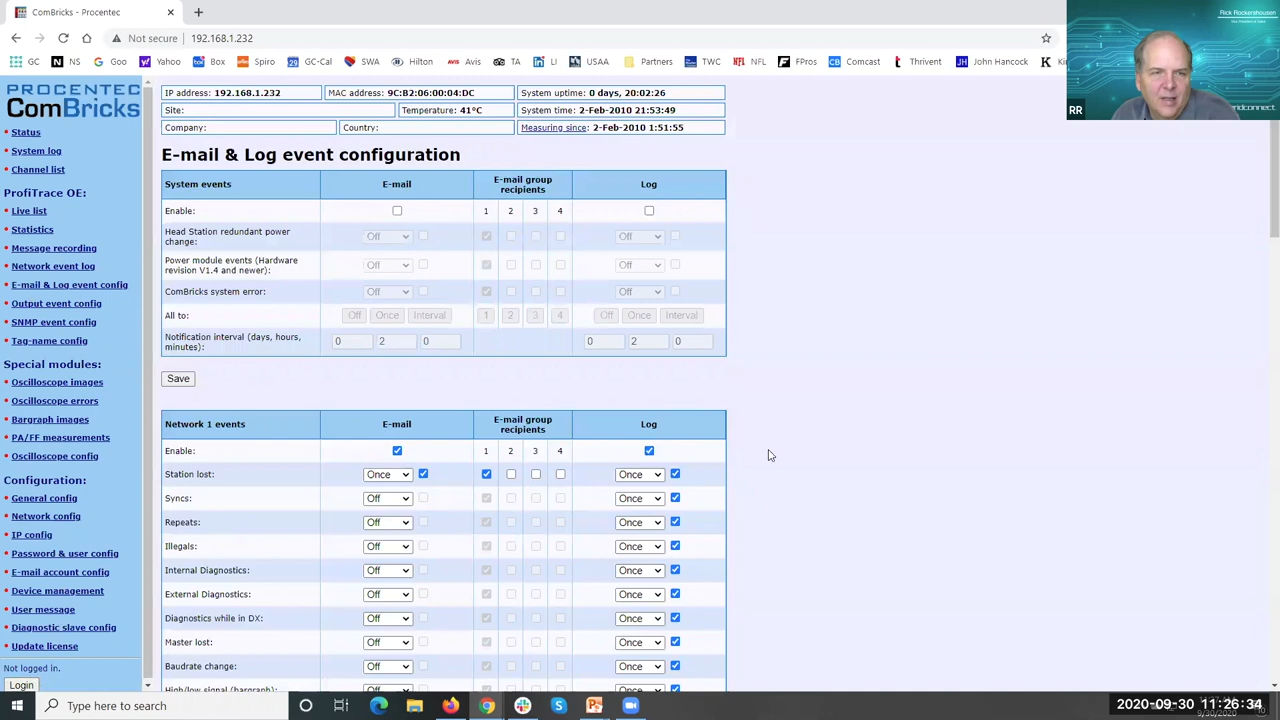 ComBricks - Procentec
Not secure 192.168.1.232
GC NS Goo Yahoo Box Spiro GC-Cal Swp Hilton Avis TA LI USAA Partners TWC NFL FPros Comcast Thrivent John Hancock
Rick Rockershousen
RR
PROCENTEC
ComBricks
Status
System log
Channel list
ProfiTrace OE:
Live list
Statistics
Message recording
Network event log
E-mail & Log event config
Output event config
SNMP event config
Tag-name config
Special modules:
Oscilloscope images
Oscilloscope errors
Bargraph images
PA/FF measurements
Oscilloscope config
Configuration:
General config
Network config
IP config
Password & user config
E-mail account config
Device management
User message
Diagnostic slave config
Update license
Not logged in.
Login
IP address: 192.168.1.232 MAC address: 9C:B2:06:00:04:DC System uptime: 0 days, 20:02:26
Site: Temperature: 41°C System time: 2-Feb-2010 21:53:49
Company: Country: Measuring since: 2-Feb-2010 1:51:55
E-mail & Log event configuration
System events E-mail E-mail group
recipients Log
Enable: 1 2 3 4
Head Station redundant power
change: Off Off
Power module events (Hardware
revision V1.4 and newer): Off Off
ComBricks system error: Off Off
All to: Off Once Interval 1 2 3 4 Off Once Interval
Notification interval (days, hours,
minutes): 0 2 0 0 2 0
Save
Network 1 events E-mail E-mail group
recipients Log
Enable: 1 2 3 4
Station lost: Once Once
Syncs: Off Once
Repeats: Off Once
Illegals: Off Once
Internal Diagnostics: Off Once
External Diagnostics: Off Once
Diagnostics while in DX: Off Once
Master lost: Off Once
Baudrate change: Off Once
High/low signal (bargraph): Off Once
Type here to search
2020-09-30 11:26:34